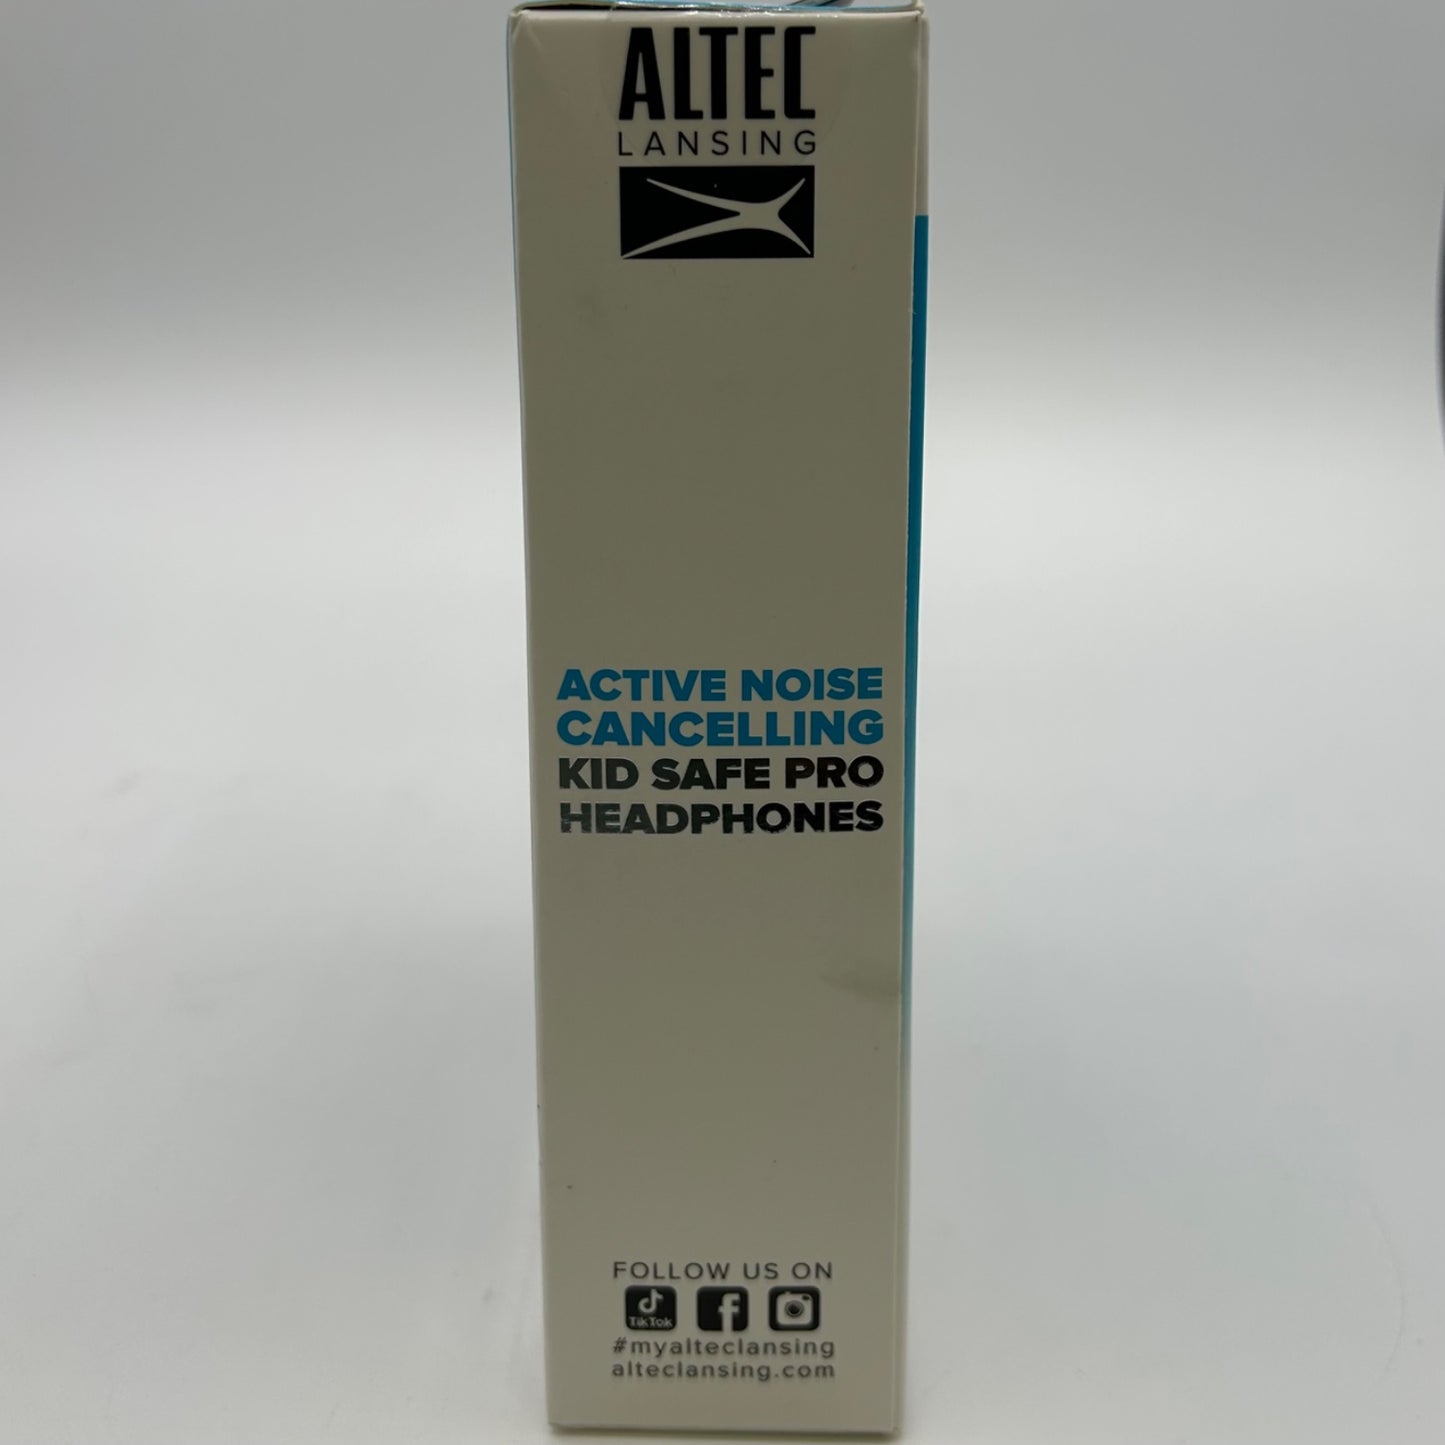 ALTEC
LANSING
ACTIVE NOISE
CANCELLING
KID SAFE PRO
HEADPHONES
FOLLOW US ON
TikTok
#myalteclansing
alteclansing.com